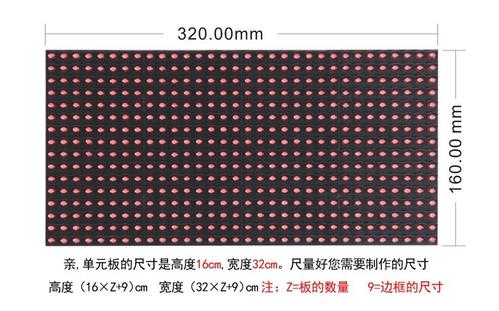 320.00mm
160.00 mm
亲,单元板的尺寸是高度16cm,宽度32cm。尺量好您需要制作的尺寸
高度（16×Z+9）cm 宽度（32×Z+9）cm 注：Z=板的数量 9=边框的尺寸